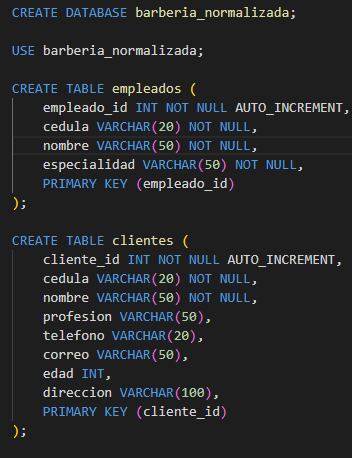 CREATE DATABASE barberia_normalizada;
USE barberia_normalizada;
CREATE TABLE empleados (
empleado_id INT NOT NULL AUTO_INCREMENT,
cedula VARCHAR(20) NOT NULL,
nombre VARCHAR(50) NOT NULL,
especialidad VARCHAR(50) NOT NULL,
PRIMARY KEY (empleado_id)
);
CREATE TABLE clientes (
cliente_id INT NOT NULL AUTO_INCREMENT,
cedula VARCHAR(20) NOT NULL,
nombre VARCHAR(50) NOT NULL,
profesion VARCHAR(50),
telefono VARCHAR(20),
correo VARCHAR(50),
edad INT,
direccion VARCHAR(100),
PRIMARY KEY (cliente_id)
);